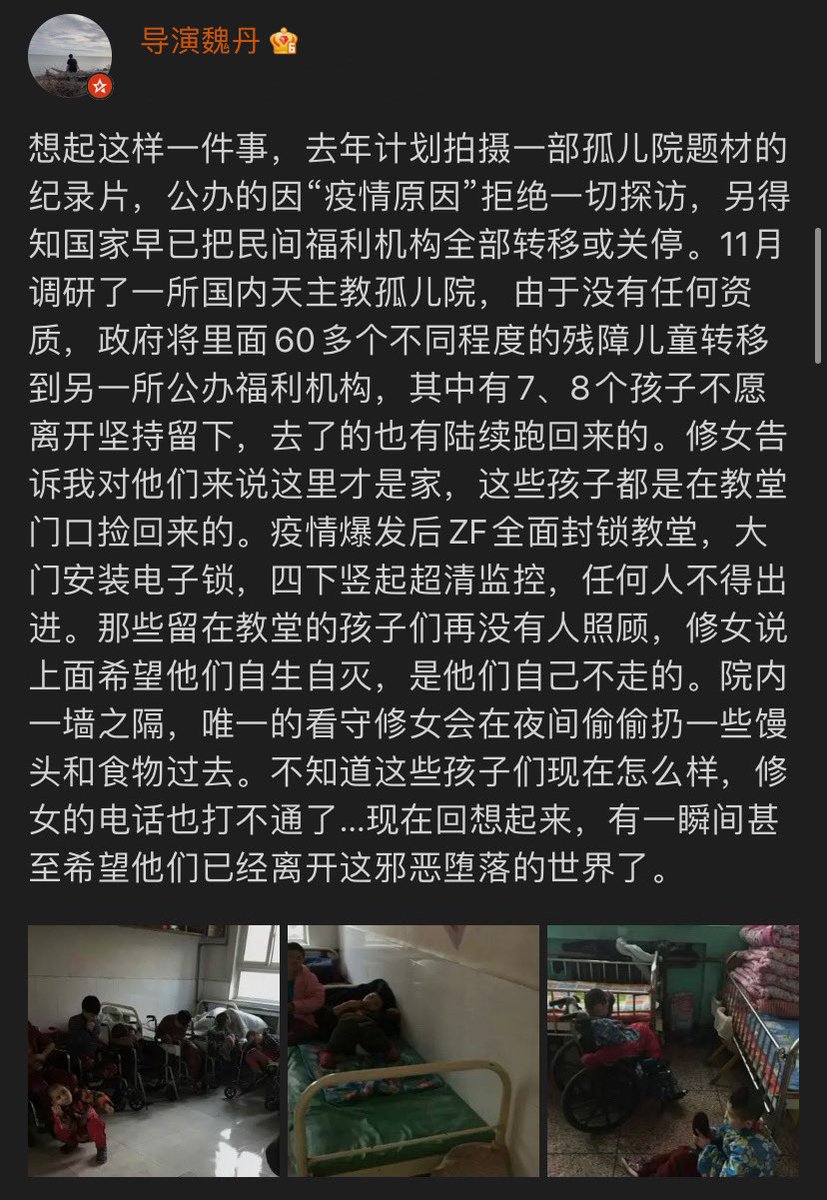 导演魏丹
想起这样一件事，去年计划拍摄一部孤儿院题材的
纪录片，公办的因“疫情原因”拒绝一切探访，另得
知国家早已把民间福利机构全部转移或关停。11月
调研了一所国内天主教孤儿院，由于没有任何资
质，政府将里面60多个不同程度的残障儿童转移
到另一所公办福利机构，其中有7、8个孩子不愿
离开坚持留下，去了的也有陆续跑回来的。修女告
诉我对他们来说这里才是家，这些孩子都是在教堂
门口捡回来的。疫情爆发后ZF全面封锁教堂，大
门安装电子锁，四下竖起超清监控，任何人不得出
进。那些留在教堂的孩子们再没有人照顾，修女说
上面希望他们自生自灭，是他们自己不走的。院内
一墙之隔，唯一的看守修女会在夜间偷偷扔一些馒
头和食物过去。不知道这些孩子们现在怎么样，修
女的电话也打不通了...现在回想起来，有一瞬间甚
至希望他们已经离开这邪恶堕落的世界了。